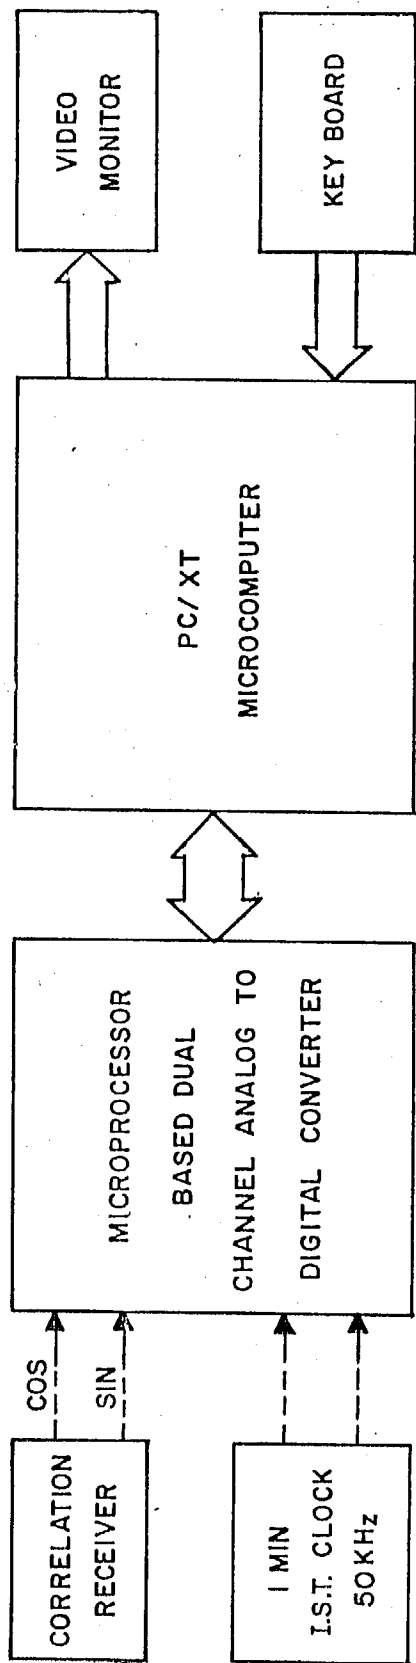 CORRELATION
RECEIVER
COS
SIN
1 MIN
I.S.T. CLOCK
50 KHz
MICROPROCESSOR
BASED DUAL
CHANNEL ANALOG TO
DIGITAL CONVERTER
PC/XT
MICROCOMPUTER
VIDEO
MONITOR
KEY BOARD